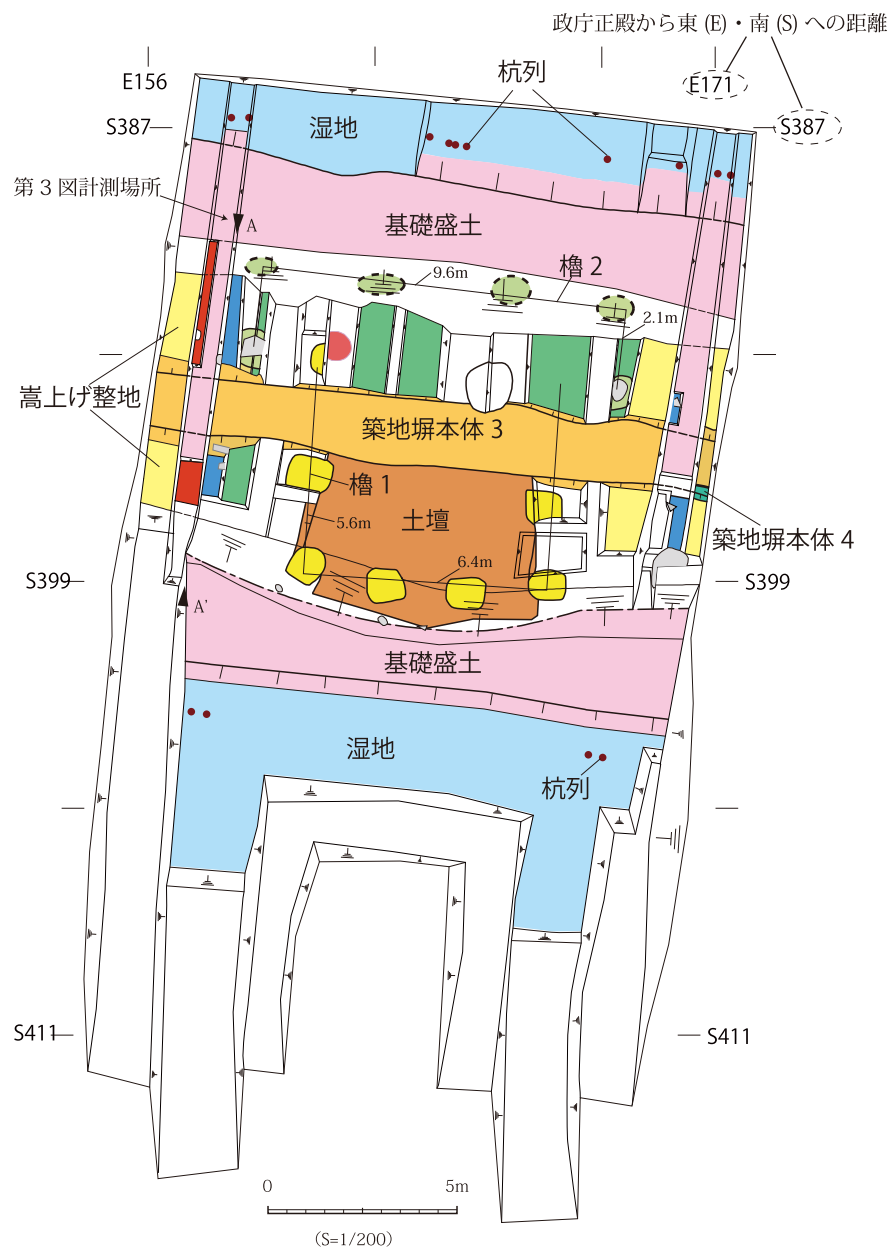 政庁正殿から東 (E)・南 (S) への距離
E156
杭列
E171
S387
湿地
S387
第 3 図計測場所
A
基礎盛土
9.6m
櫓 2
2.1m
嵩上げ整地
築地塀本体 3
櫓 1
土壇
5.6m
築地塀本体 4
6.4m
S399
S399
A'
基礎盛土
湿地
杭列
S411
S411
0
5m
(S=1/200)